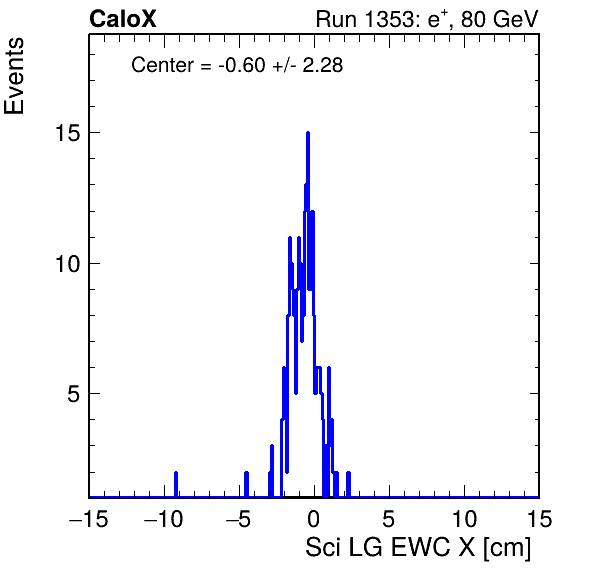 CaloX Run 1353: e⁺, 80 GeV
Center = -0.60 +/- 2.28
Events
15
10
5
−15 −10 −5 0 5 10 15
Sci LG EWC X [cm]